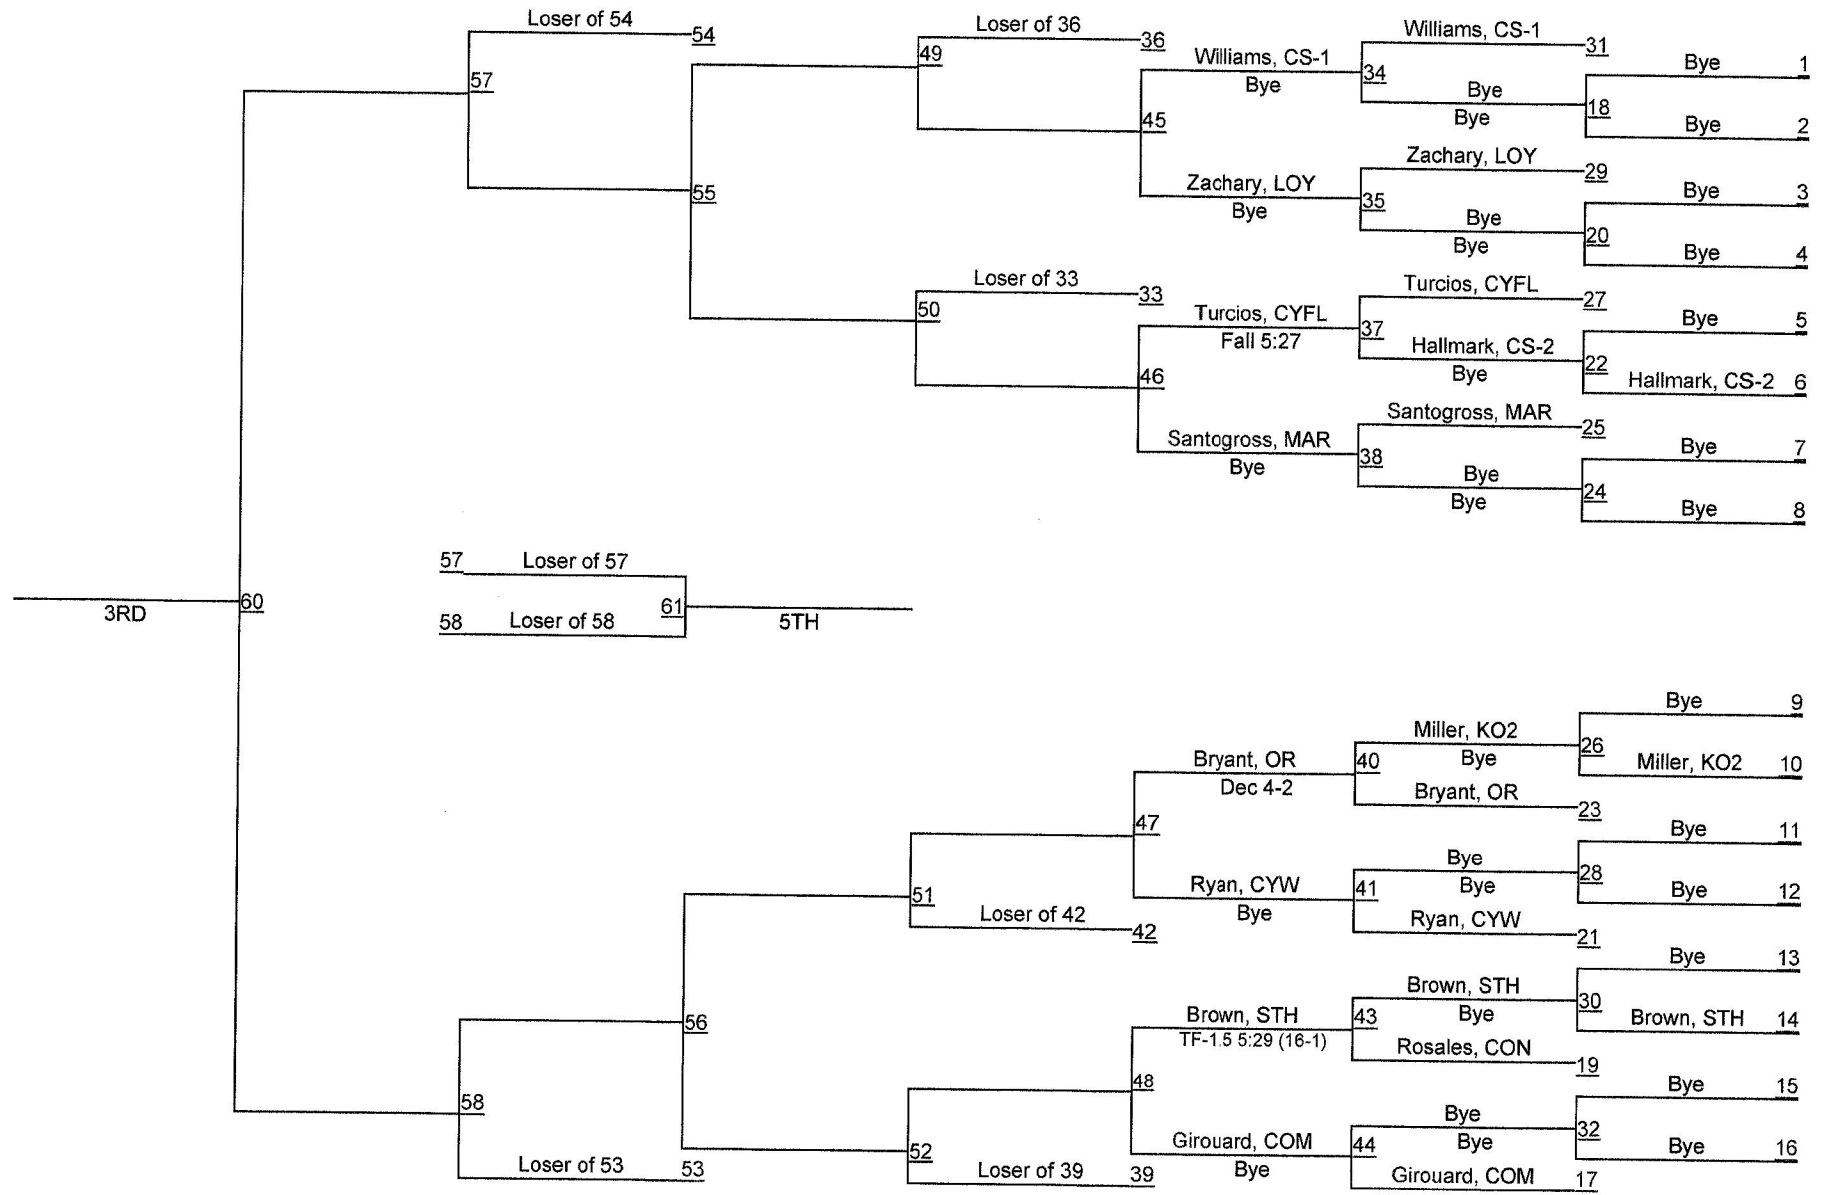 Loser of 54
54
57
Loser of 36
36
49
Williams, CS-1
Bye
45
Williams, CS-1
31
34
Bye
Bye
Bye 1
18
Bye 2
55
Zachary, LOY
Bye
Zachary, LOY
29
35
Bye
Bye
Bye 3
20
Bye 4
Loser of 33
33
50
Turcios, CYFL
Fall 5:27
46
Turcios, CYFL
27
37
Hallmark, CS-2
Bye
Bye 5
22
Hallmark, CS-2 6
Santogross, MAR
Bye
Santogross, MAR
25
38
Bye
Bye
Bye 7
24
Bye 8
3RD
60
57 Loser of 57
61
58 Loser of 58
5TH
Bye 9
Miller, KO2
Bye
26
Miller, KO2 10
Bryant, OR
Dec 4-2
40
Bryant, OR
23
47
Bye 11
Bye
Bye
28
Bye 12
Ryan, CYW
Bye
41
Ryan, CYW
21
51
Loser of 42
42
56
Bye 13
Brown, STH
Bye
30
Brown, STH 14
Brown, STH
TF-1.5 5:29 (16-1)
43
Rosales, CON
19
48
Bye 15
Bye
Bye
32
Bye 16
Girouard, COM
Bye
44
Girouard, COM
17
52
Loser of 39
39
58
Loser of 53
53